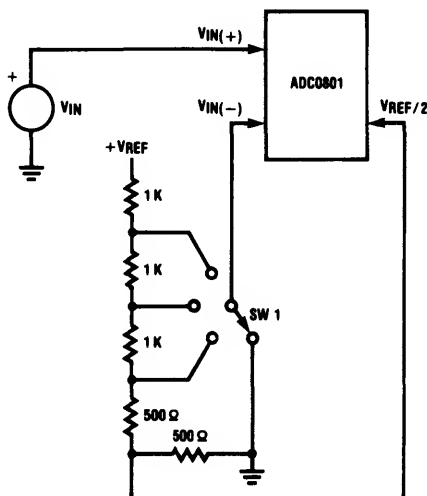 VIN(+)
ADC0801
+
VIN
VIN(−)
VREF/2
+VREF
1 K
1 K
SW 1
1 K
500 Ω
500 Ω